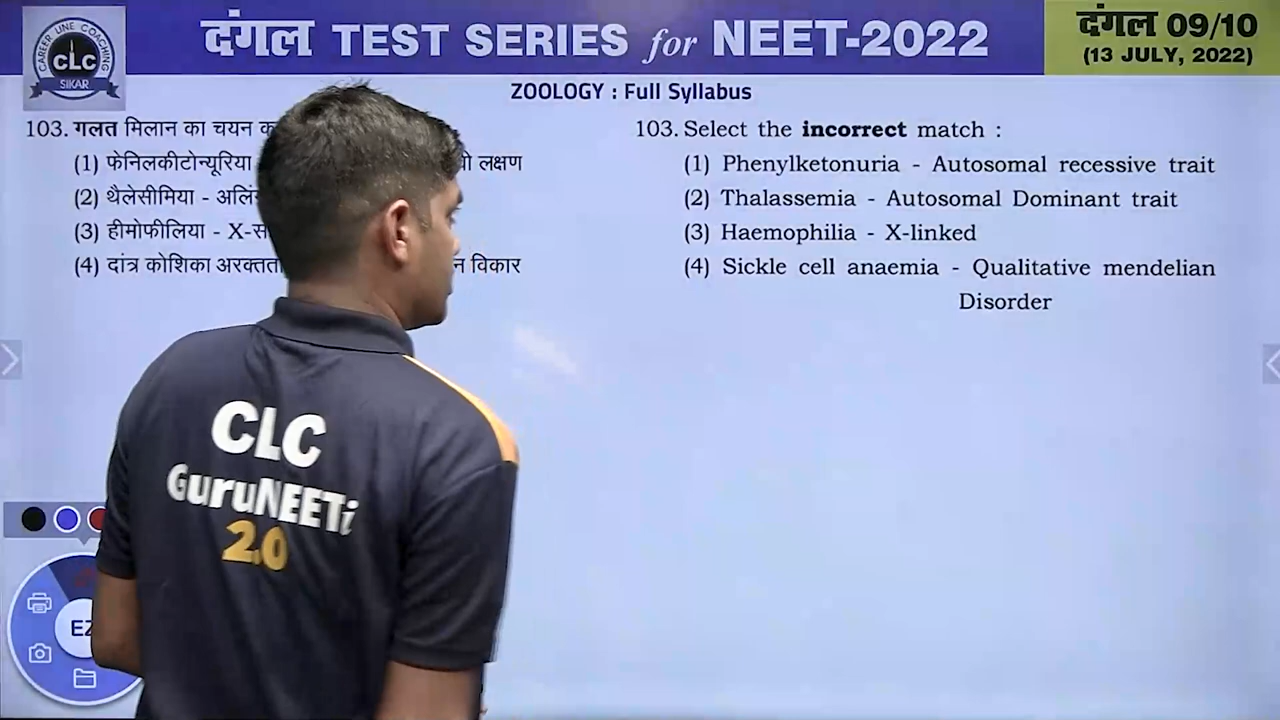 दंगल TEST SERIES for NEET-2022
दंगल 09/10
(13 JULY, 2022)
CAREER LINE COACHING
CLC
SIKAR
ZOOLOGY : Full Syllabus
103. गलत मिलान का चयन
(1) फेनिलकीटोन्यूरिया लक्षण
(2) थैलेसीमिया -
(3) हीमोफीलिया -
(4) दांत्र कोशिका विकार
103. Select the incorrect match :
(1) Phenylketonuria - Autosomal recessive trait
(2) Thalassemia - Autosomal Dominant trait
(3) Haemophilia - X-linked
(4) Sickle cell anaemia - Qualitative mendelian
Disorder
CLC
GuruNEETi
2.0